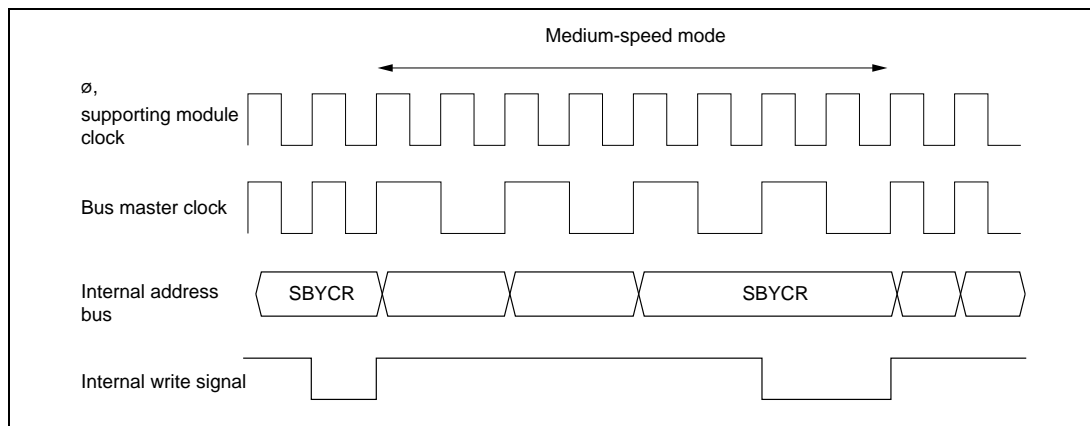 Medium-speed mode
ø,
supporting module
clock
Bus master clock
Internal address
bus
SBYCR
SBYCR
Internal write signal